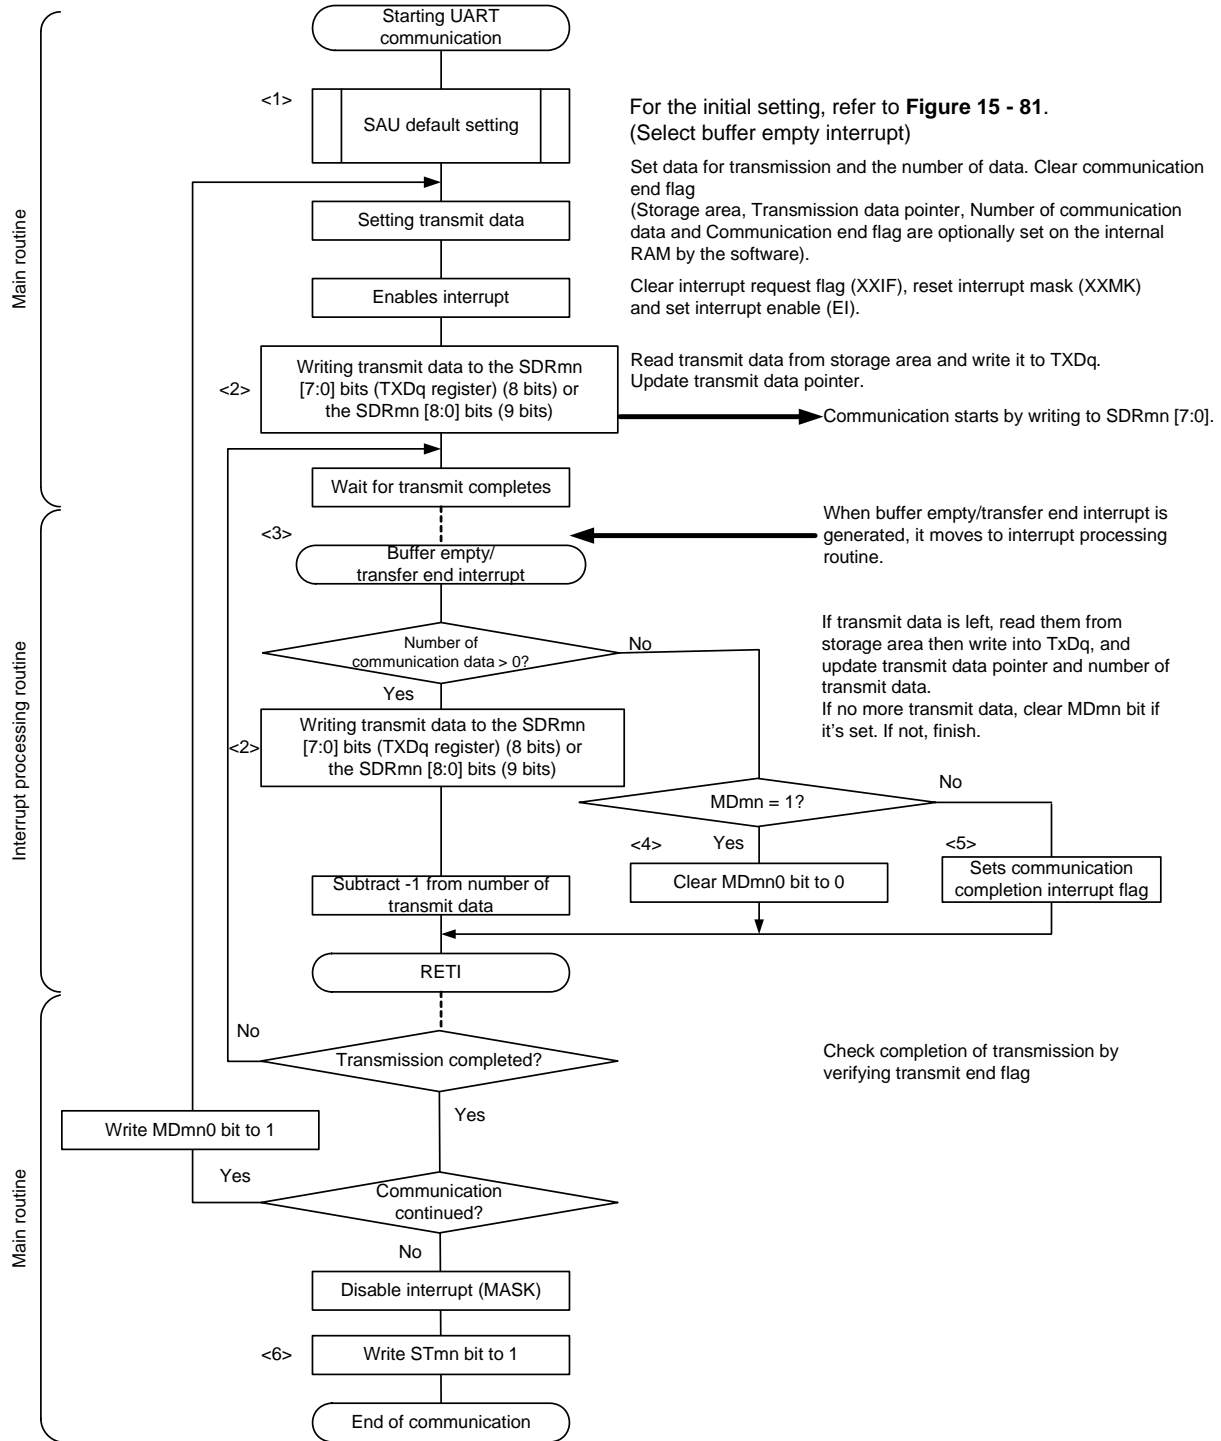 Starting UART
communication
<1>
SAU default setting
For the initial setting, refer to Figure 15 - 81.
(Select buffer empty interrupt)
Set data for transmission and the number of data. Clear communication
end flag
(Storage area, Transmission data pointer, Number of communication
data and Communication end flag are optionally set on the internal
RAM by the software).
Setting transmit data
Main routine
Enables interrupt
Clear interrupt request flag (XXIF), reset interrupt mask (XXMK)
and set interrupt enable (EI).
<2>
Writing transmit data to the SDRmn
[7:0] bits (TXDq register) (8 bits) or
the SDRmn [8:0] bits (9 bits)
Read transmit data from storage area and write it to TXDq.
Update transmit data pointer.
Communication starts by writing to SDRmn [7:0].
Wait for transmit completes
<3>
Buffer empty/
transfer end interrupt
When buffer empty/transfer end interrupt is
generated, it moves to interrupt processing
routine.
Number of
communication data > 0?
No
Yes
If transmit data is left, read them from
storage area then write into TxDq, and
update transmit data pointer and number of
transmit data.
If no more transmit data, clear MDmn bit if
it's set. If not, finish.
Interrupt processing routine
<2>
Writing transmit data to the SDRmn
[7:0] bits (TXDq register) (8 bits) or
the SDRmn [8:0] bits (9 bits)
MDmn = 1?
No
Yes
<4>
Clear MDmn0 bit to 0
<5>
Sets communication
completion interrupt flag
Subtract -1 from number of
transmit data
RETI
No
Transmission completed?
Check completion of transmission by
verifying transmit end flag
Yes
Write MDmn0 bit to 1
Yes
Communication
continued?
No
Main routine
Disable interrupt (MASK)
<6>
Write STmn bit to 1
End of communication